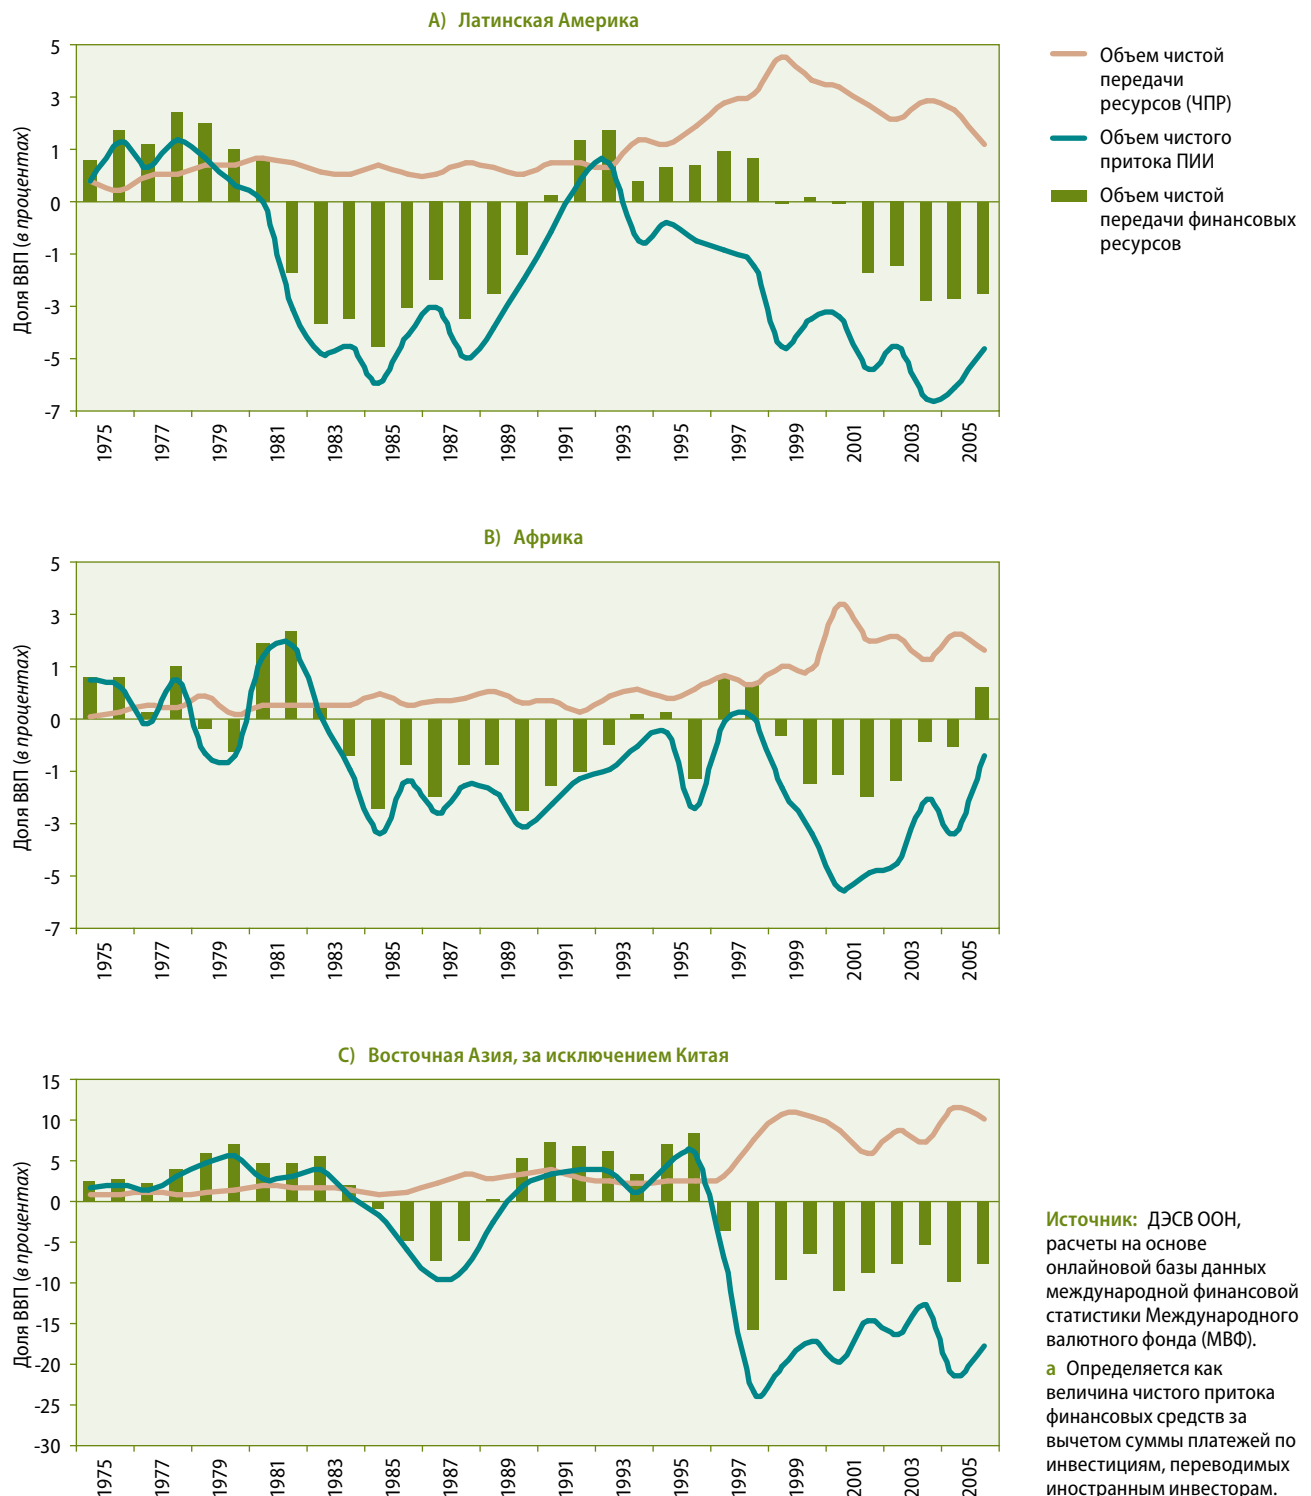 А) Латинская Америка
5
3
1
0
-1
-3
-5
-7
Доля ВВП (в процентах)
1975
1977
1979
1981
1983
1985
1987
1989
1991
1993
1995
1997
1999
2001
2003
2005
Объем чистой
передачи
ресурсов (ЧПР)
Объем чистого
притока ПИИ
Объем чистой
передачи финансовых
ресурсов
В) Африка
5
3
1
0
-1
-3
-5
-7
Доля ВВП (в процентах)
1975
1977
1979
1981
1983
1985
1987
1989
1991
1993
1995
1997
1999
2001
2003
2005
С) Восточная Азия, за исключением Китая
15
10
5
0
-5
-10
-15
-20
-25
-30
Доля ВВП (в процентах)
1975
1977
1979
1981
1983
1985
1987
1989
1991
1993
1995
1997
1999
2001
2003
2005
Источник: ДЭСВ ООН,
расчеты на основе
онлайновой базы данных
международной финансовой
статистики Международного
валютного фонда (МВФ).
а Определяется как
величина чистого притока
финансовых средств за
вычетом суммы платежей по
инвестициям, переводимых
иностранным инвесторам.